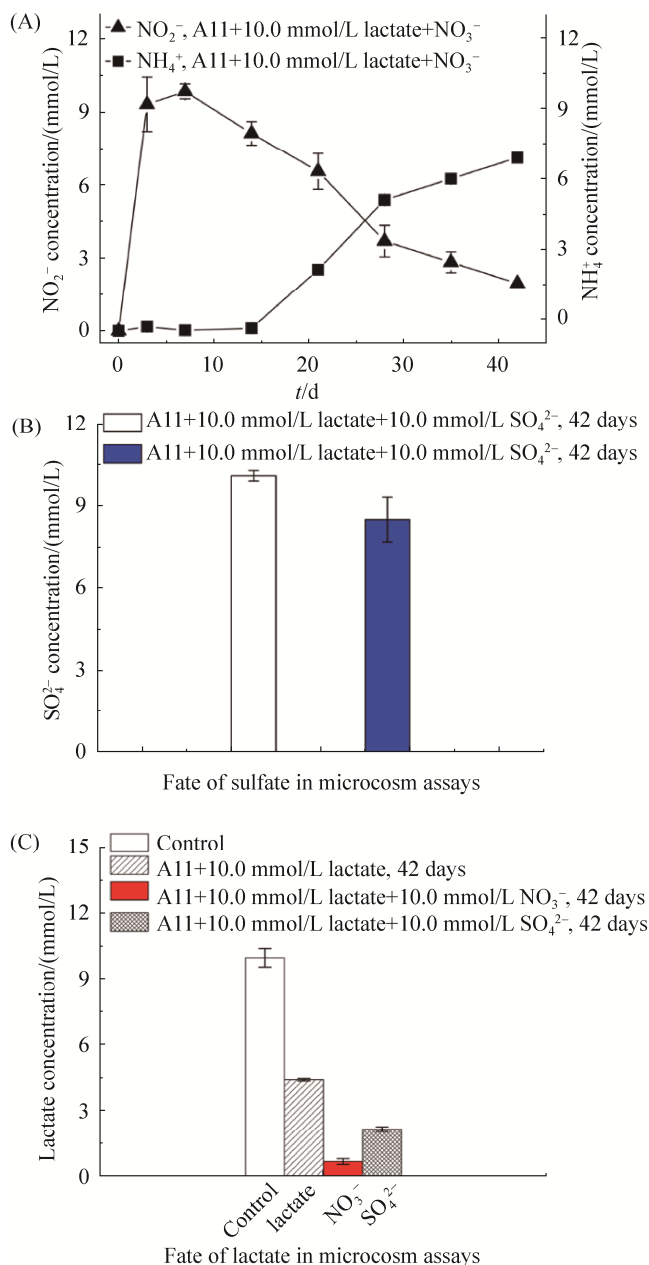 (A)
NO₂⁻, A11+10.0 mmol/L lactate+NO₃⁻
NH₄⁺, A11+10.0 mmol/L lactate+NO₃⁻
NO₂⁻ concentration/(mmol/L)
12
9
6
3
0
NH₄⁺ concentration/(mmol/L)
12
9
6
3
0
0 10 20 30 40
t/d
(B)
A11+10.0 mmol/L lactate+10.0 mmol/L SO₄²⁻, 42 days
A11+10.0 mmol/L lactate+10.0 mmol/L SO₄²⁻, 42 days
SO₄²⁻ concentration/(mmol/L)
12
9
6
3
0
Fate of sulfate in microcosm assays
(C)
Control
A11+10.0 mmol/L lactate, 42 days
A11+10.0 mmol/L lactate+10.0 mmol/L NO₃⁻, 42 days
A11+10.0 mmol/L lactate+10.0 mmol/L SO₄²⁻, 42 days
Lactate concentration/(mmol/L)
15
12
9
6
3
0
Control
lactate
NO₃⁻
SO₄²⁻
Fate of lactate in microcosm assays